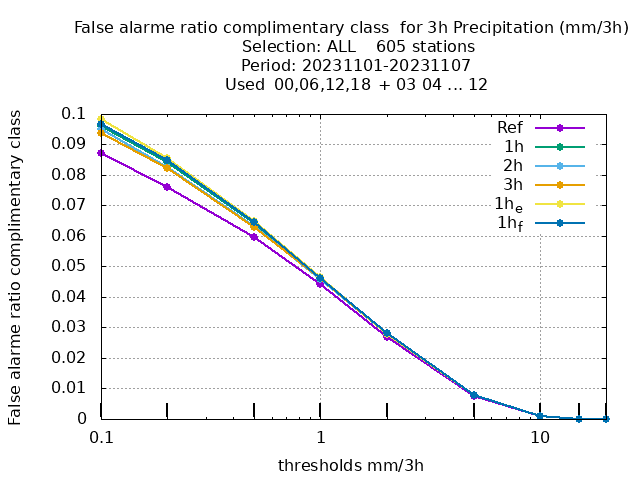 False alarme ratio complimentary class  for 3h Precipitation (mm/3h)
Selection: ALL    605 stations
Period: 20231101-20231107
Used  00,06,12,18  + 03 04 ... 12
False alarme ratio complimentary class
0.1
0.09
0.08
0.07
0.06
0.05
0.04
0.03
0.02
0.01
0
Ref
1h
2h
3h
1he
1hf
0.1 1 10
thresholds mm/3h